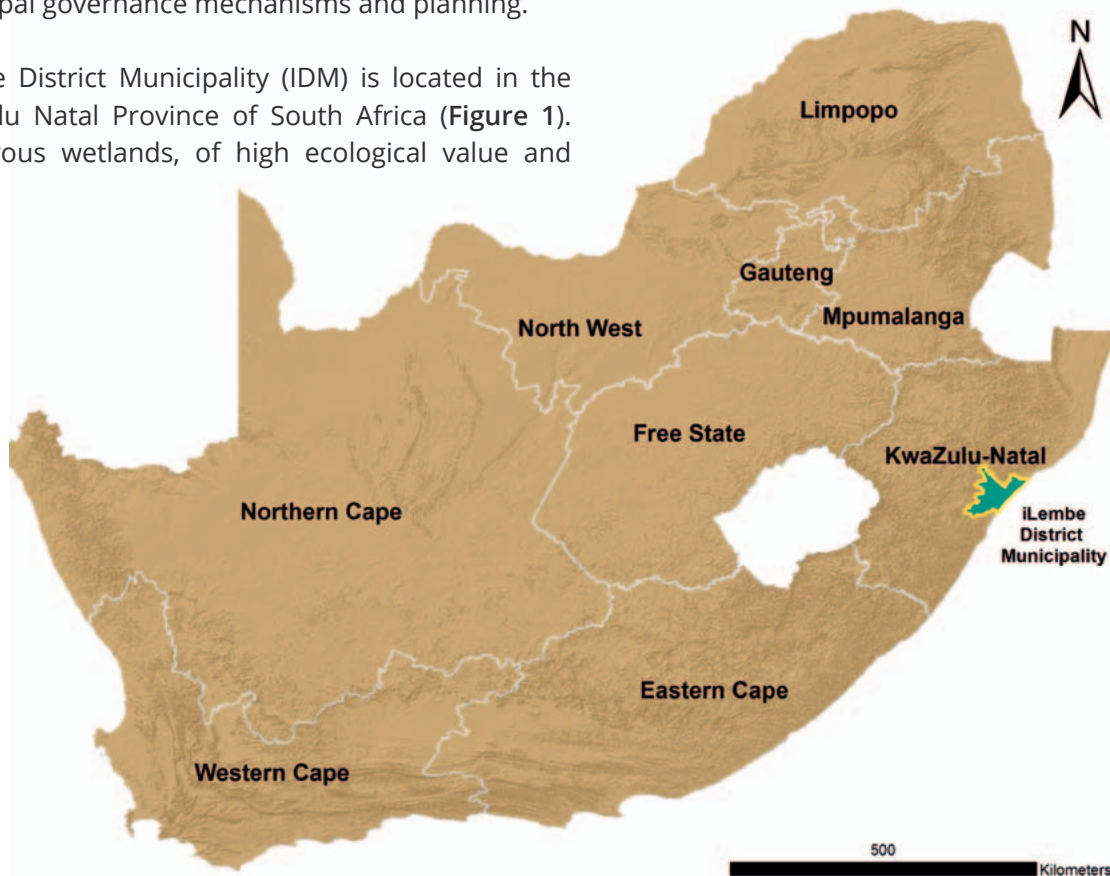 pal governance mechanisms and planning.
e District Municipality (IDM) is located in the
lu Natal Province of South Africa (Figure 1).
rous wetlands, of high ecological value and
N
Limpopo
Gauteng
Mpumalanga
North West
Free State
KwaZulu-Natal
Northern Cape
iLembe
District
Municipality
Eastern Cape
Western Cape
500
Kilometers